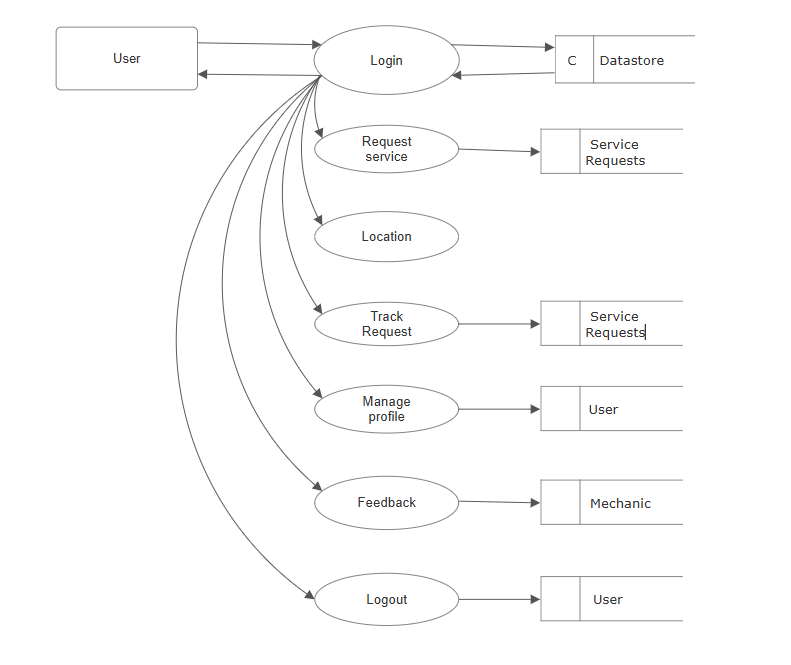 User
Login
C
Datastore
Request
service
Service
Requests
Location
Track
Request
Service
Requests
Manage
profile
User
Feedback
Mechanic
Logout
User